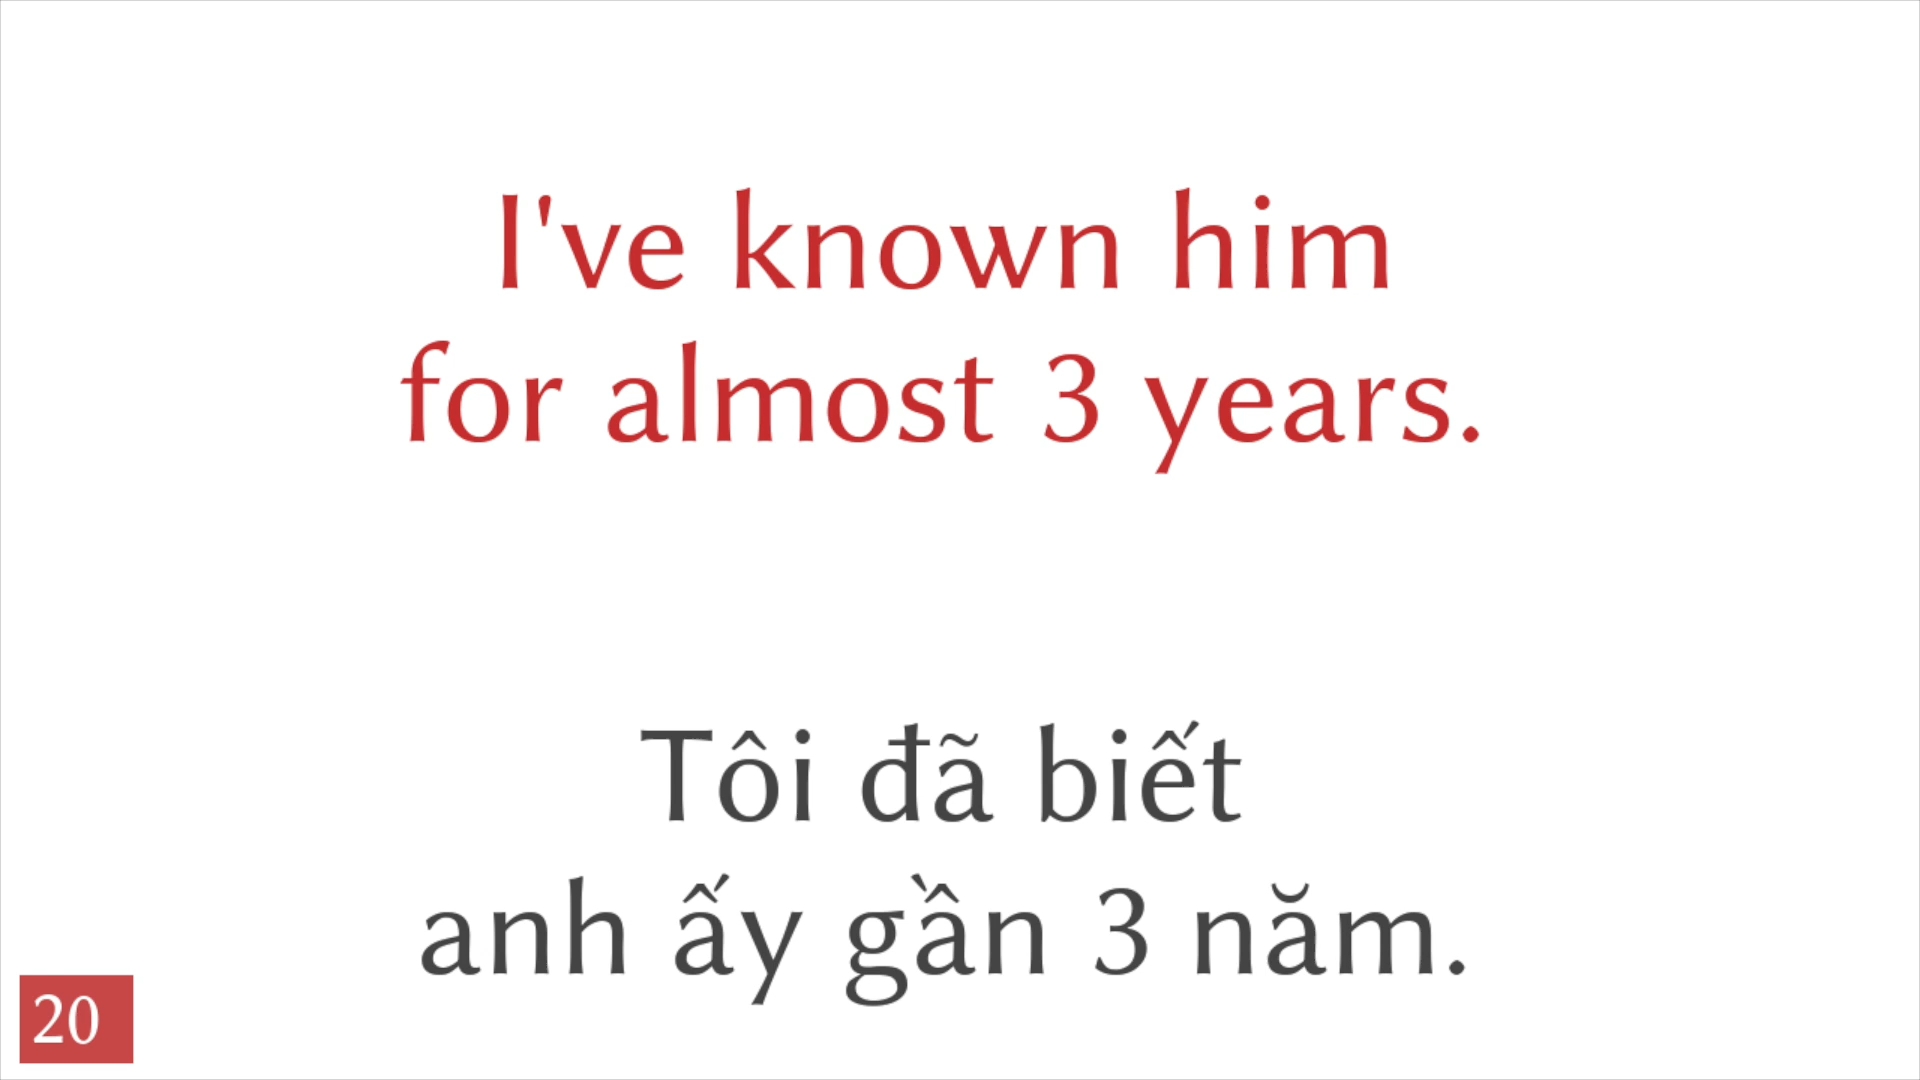 I've known him
for almost 3 years.
Tôi đã biết
anh ấy gần 3 năm.
20